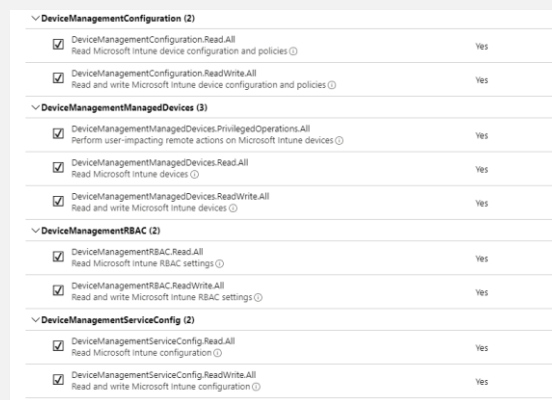 DeviceManagementConfiguration (2)
DeviceManagementConfiguration.Read.All
Read Microsoft Intune device configuration and policies
Yes
DeviceManagementConfiguration.ReadWrite.All
Read and write Microsoft Intune device configuration and policies
Yes
DeviceManagementManagedDevices (3)
DeviceManagementManagedDevices.PrivilegedOperations.All
Perform user-impacting remote actions on Microsoft Intune devices
Yes
DeviceManagementManagedDevices.Read.All
Read Microsoft Intune devices
Yes
DeviceManagementManagedDevices.ReadWrite.All
Read and write Microsoft Intune devices
Yes
DeviceManagementRBAC (2)
DeviceManagementRBAC.Read.All
Read Microsoft Intune RBAC settings
Yes
DeviceManagementRBAC.ReadWrite.All
Read and write Microsoft Intune RBAC settings
Yes
DeviceManagementServiceConfig (2)
DeviceManagementServiceConfig.Read.All
Read Microsoft Intune configuration
Yes
DeviceManagementServiceConfig.ReadWrite.All
Read and write Microsoft Intune configuration
Yes